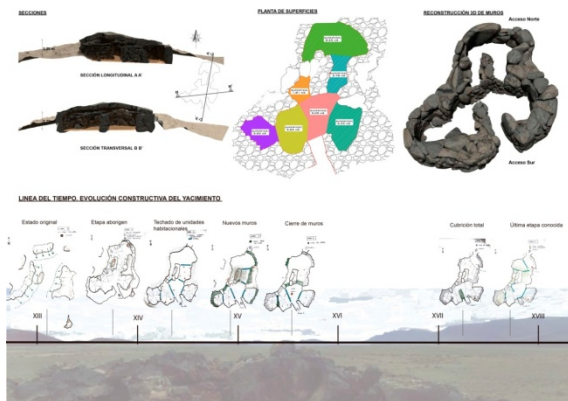 SECCIONES
PLANTA DE SUPERFICIES
RECONSTRUCCIÓN 3D DE MUROS
Acceso Norte
SECCIÓN LONGITUDINAL A A'
SECCIÓN TRANSVERSAL B B'
Acceso Sur
LINEA DEL TIEMPO. EVOLUCIÓN CONSTRUCTIVA DEL YACIMIENTO
Estado original
Etapa aborigen
Techado de unidades
habitacionales
Nuevos muros
Cierre de muros
Cubrición total
Última etapa conocida
XIII
XIV
XV
XVI
XVII
XVIII